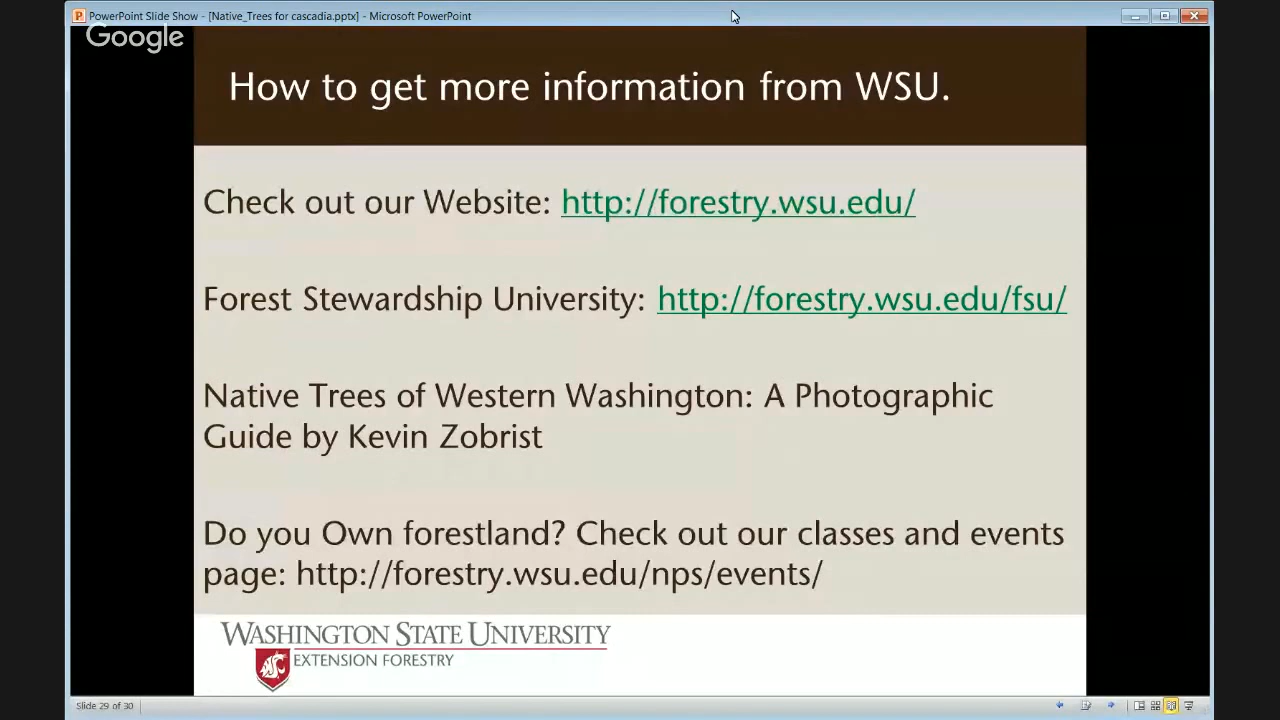 PowerPoint Slide Show - [Native_Trees for cascadia.pptx] - Microsoft PowerPoint
Google
How to get more information from WSU.
Check out our Website: http://forestry.wsu.edu/
Forest Stewardship University: http://forestry.wsu.edu/fsu/
Native Trees of Western Washington: A Photographic
Guide by Kevin Zobrist
Do you Own forestland? Check out our classes and events
page: http://forestry.wsu.edu/nps/events/
WASHINGTON STATE UNIVERSITY
EXTENSION FORESTRY
Slide 29 of 30